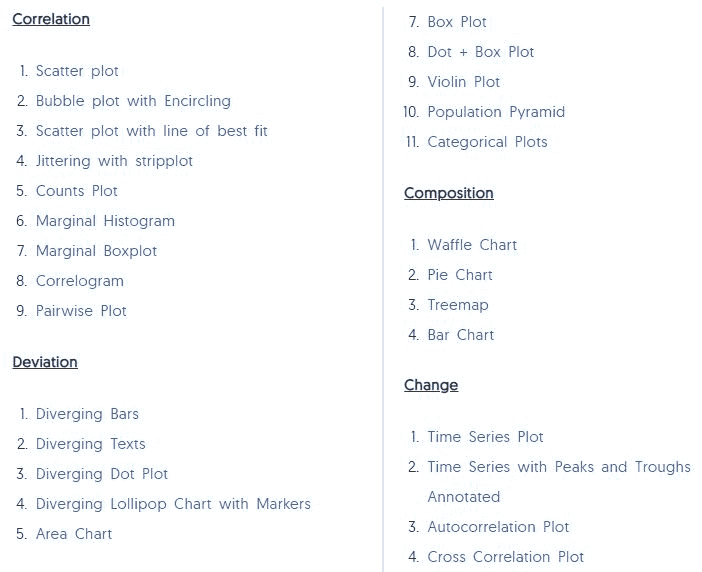 Correlation
1. Scatter plot
2. Bubble plot with Encircling
3. Scatter plot with line of best fit
4. Jittering with stripplot
5. Counts Plot
6. Marginal Histogram
7. Marginal Boxplot
8. Correlogram
9. Pairwise Plot
Deviation
1. Diverging Bars
2. Diverging Texts
3. Diverging Dot Plot
4. Diverging Lollipop Chart with Markers
5. Area Chart
7. Box Plot
8. Dot + Box Plot
9. Violin Plot
10. Population Pyramid
11. Categorical Plots
Composition
1. Waffle Chart
2. Pie Chart
3. Treemap
4. Bar Chart
Change
1. Time Series Plot
2. Time Series with Peaks and Troughs
Annotated
3. Autocorrelation Plot
4. Cross Correlation Plot